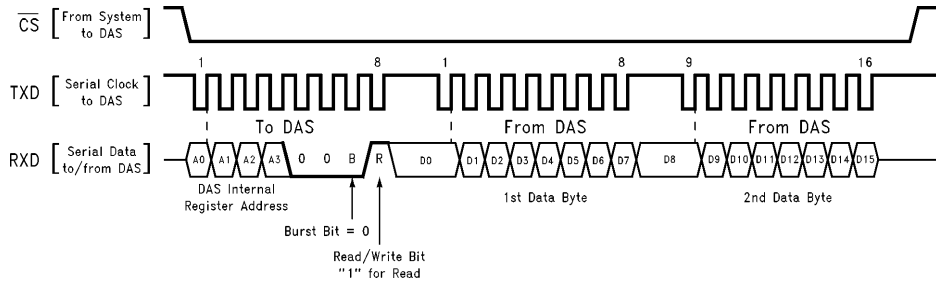 CS [From System to DAS]
1 8 1 8 9 16
TXD [Serial Clock to DAS]
To DAS From DAS From DAS
RXD [Serial Data to/from DAS]
A0 A1 A2 A3 0 0 B R D0 D1 D2 D3 D4 D5 D6 D7 D8 D9 D10 D11 D12 D13 D14 D15
DAS Internal
Register Address
1st Data Byte
2nd Data Byte
Burst Bit = 0
Read/Write Bit
"1" for Read